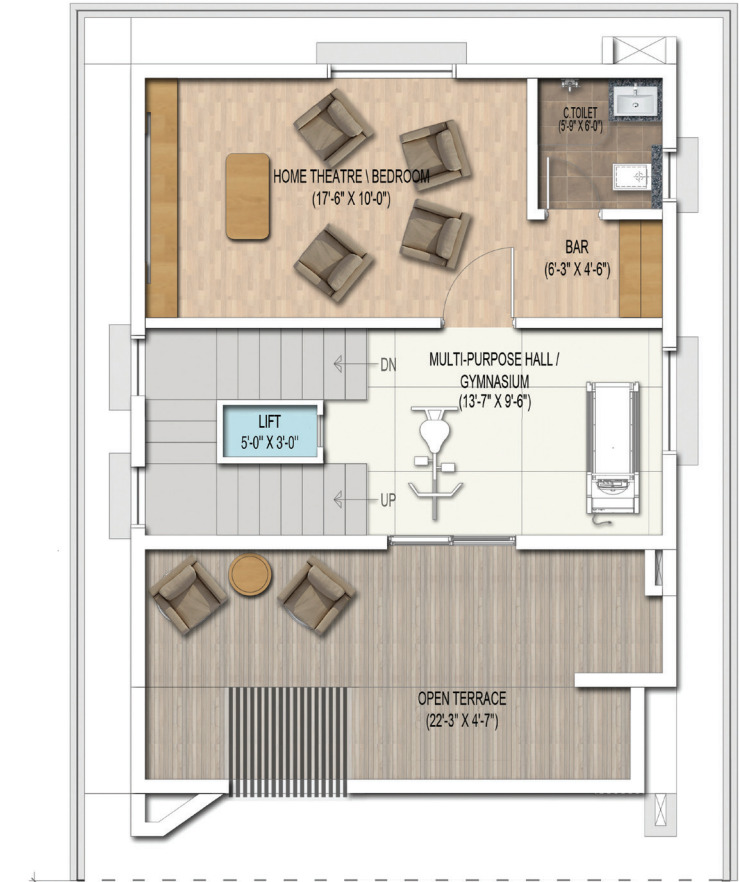 C.TOILET
(5'-9" X 6'-0")
HOME THEATRE \ BEDROOM
(17'-6" X 10'-0")
BAR
(6'-3" X 4'-6")
DN
MULTI-PURPOSE HALL /
GYMNASIUM
(13'-7" X 9'-6")
LIFT
5'-0" X 3'-0"
UP
OPEN TERRACE
(22'-3" X 4'-7")